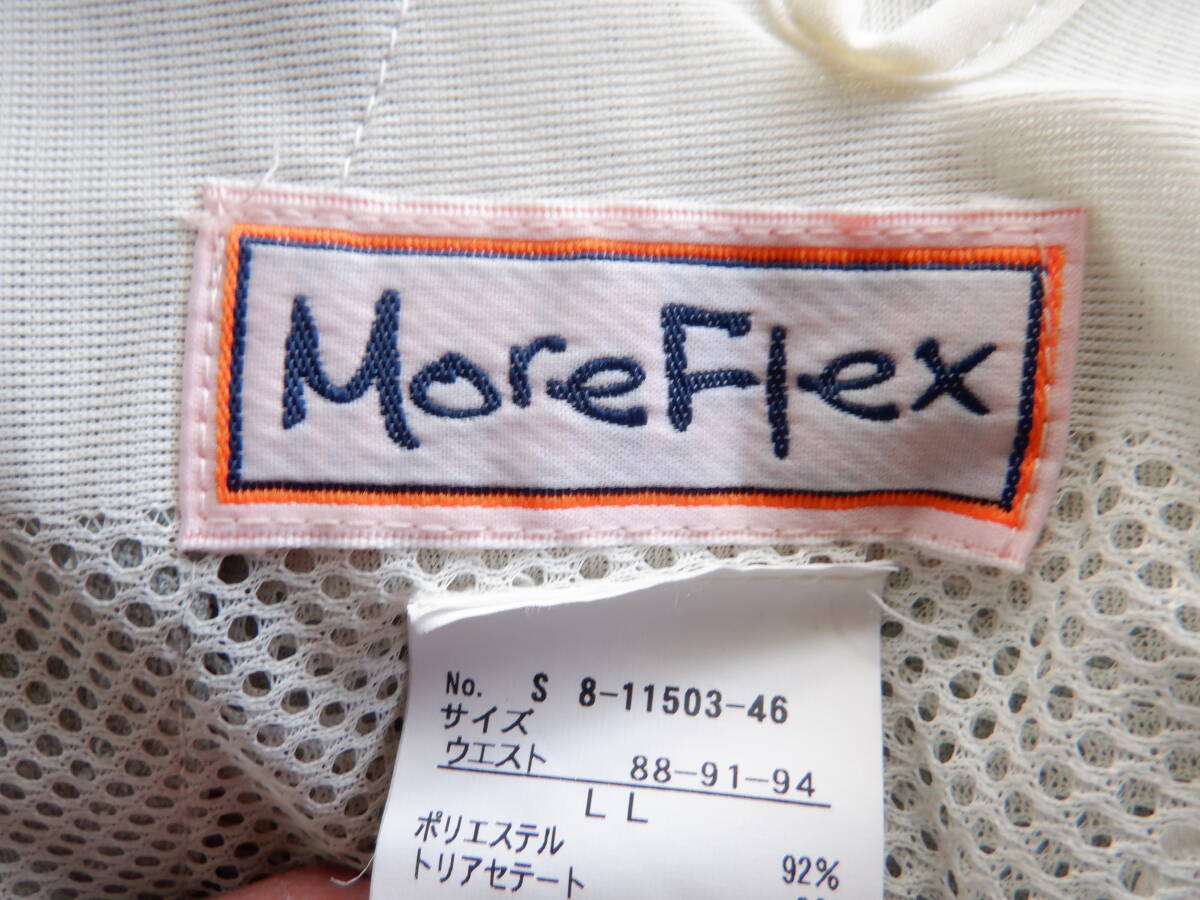 MoreFlex
No. S 8-11503-46
サイズ
ウエスト 88-91-94
LL
ポリエステル 92%
トリアセテート